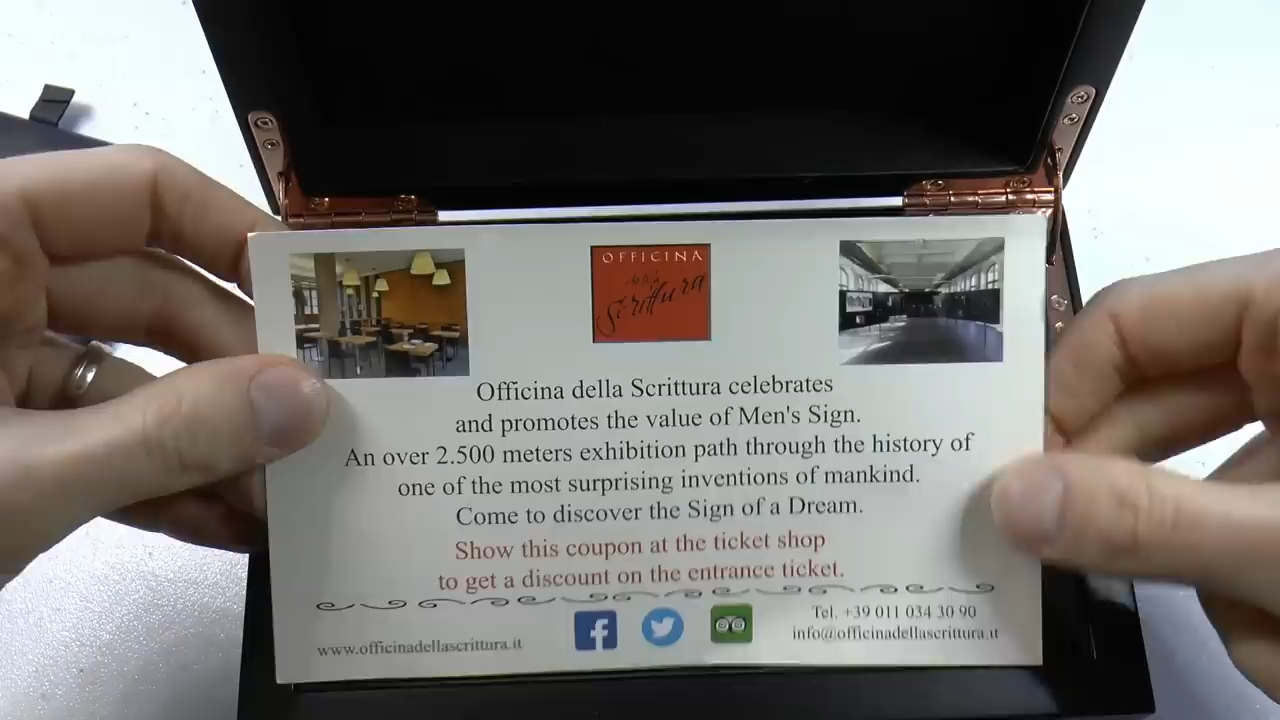 OFFICINA
della
Scrittura
Officina della Scrittura celebrates
and promotes the value of Men's Sign.
An over 2.500 meters exhibition path through the history of
one of the most surprising inventions of mankind.
Come to discover the Sign of a Dream.
Show this coupon at the ticket shop
to get a discount on the entrance ticket.
www.officinadellascrittura.it
Tel. +39 011 034 30 90
info@officinadellascrittura.it